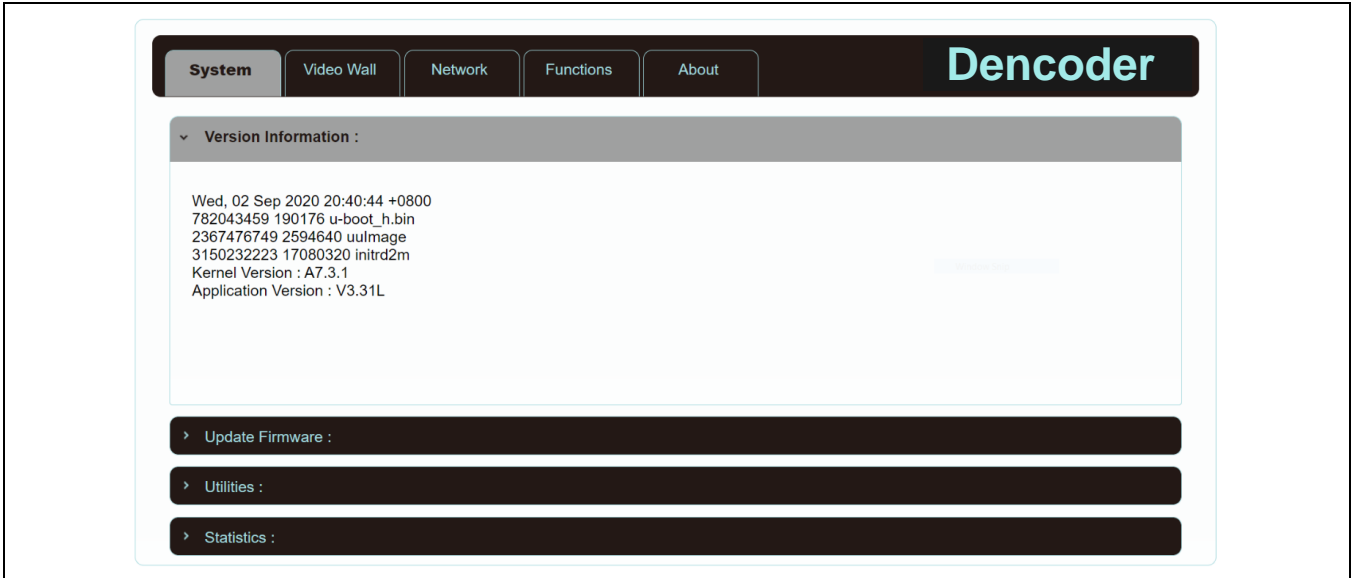 System
Video Wall
Network
Functions
About
Dencoder
Version Information :
Wed, 02 Sep 2020 20:40:44 +0800
782043459 190176 u-boot_h.bin
2367476749 2594640 uuImage
3150232223 17080320 initrd2m
Kernel Version : A7.3.1
Application Version : V3.31L
Update Firmware :
Utilities :
Statistics :